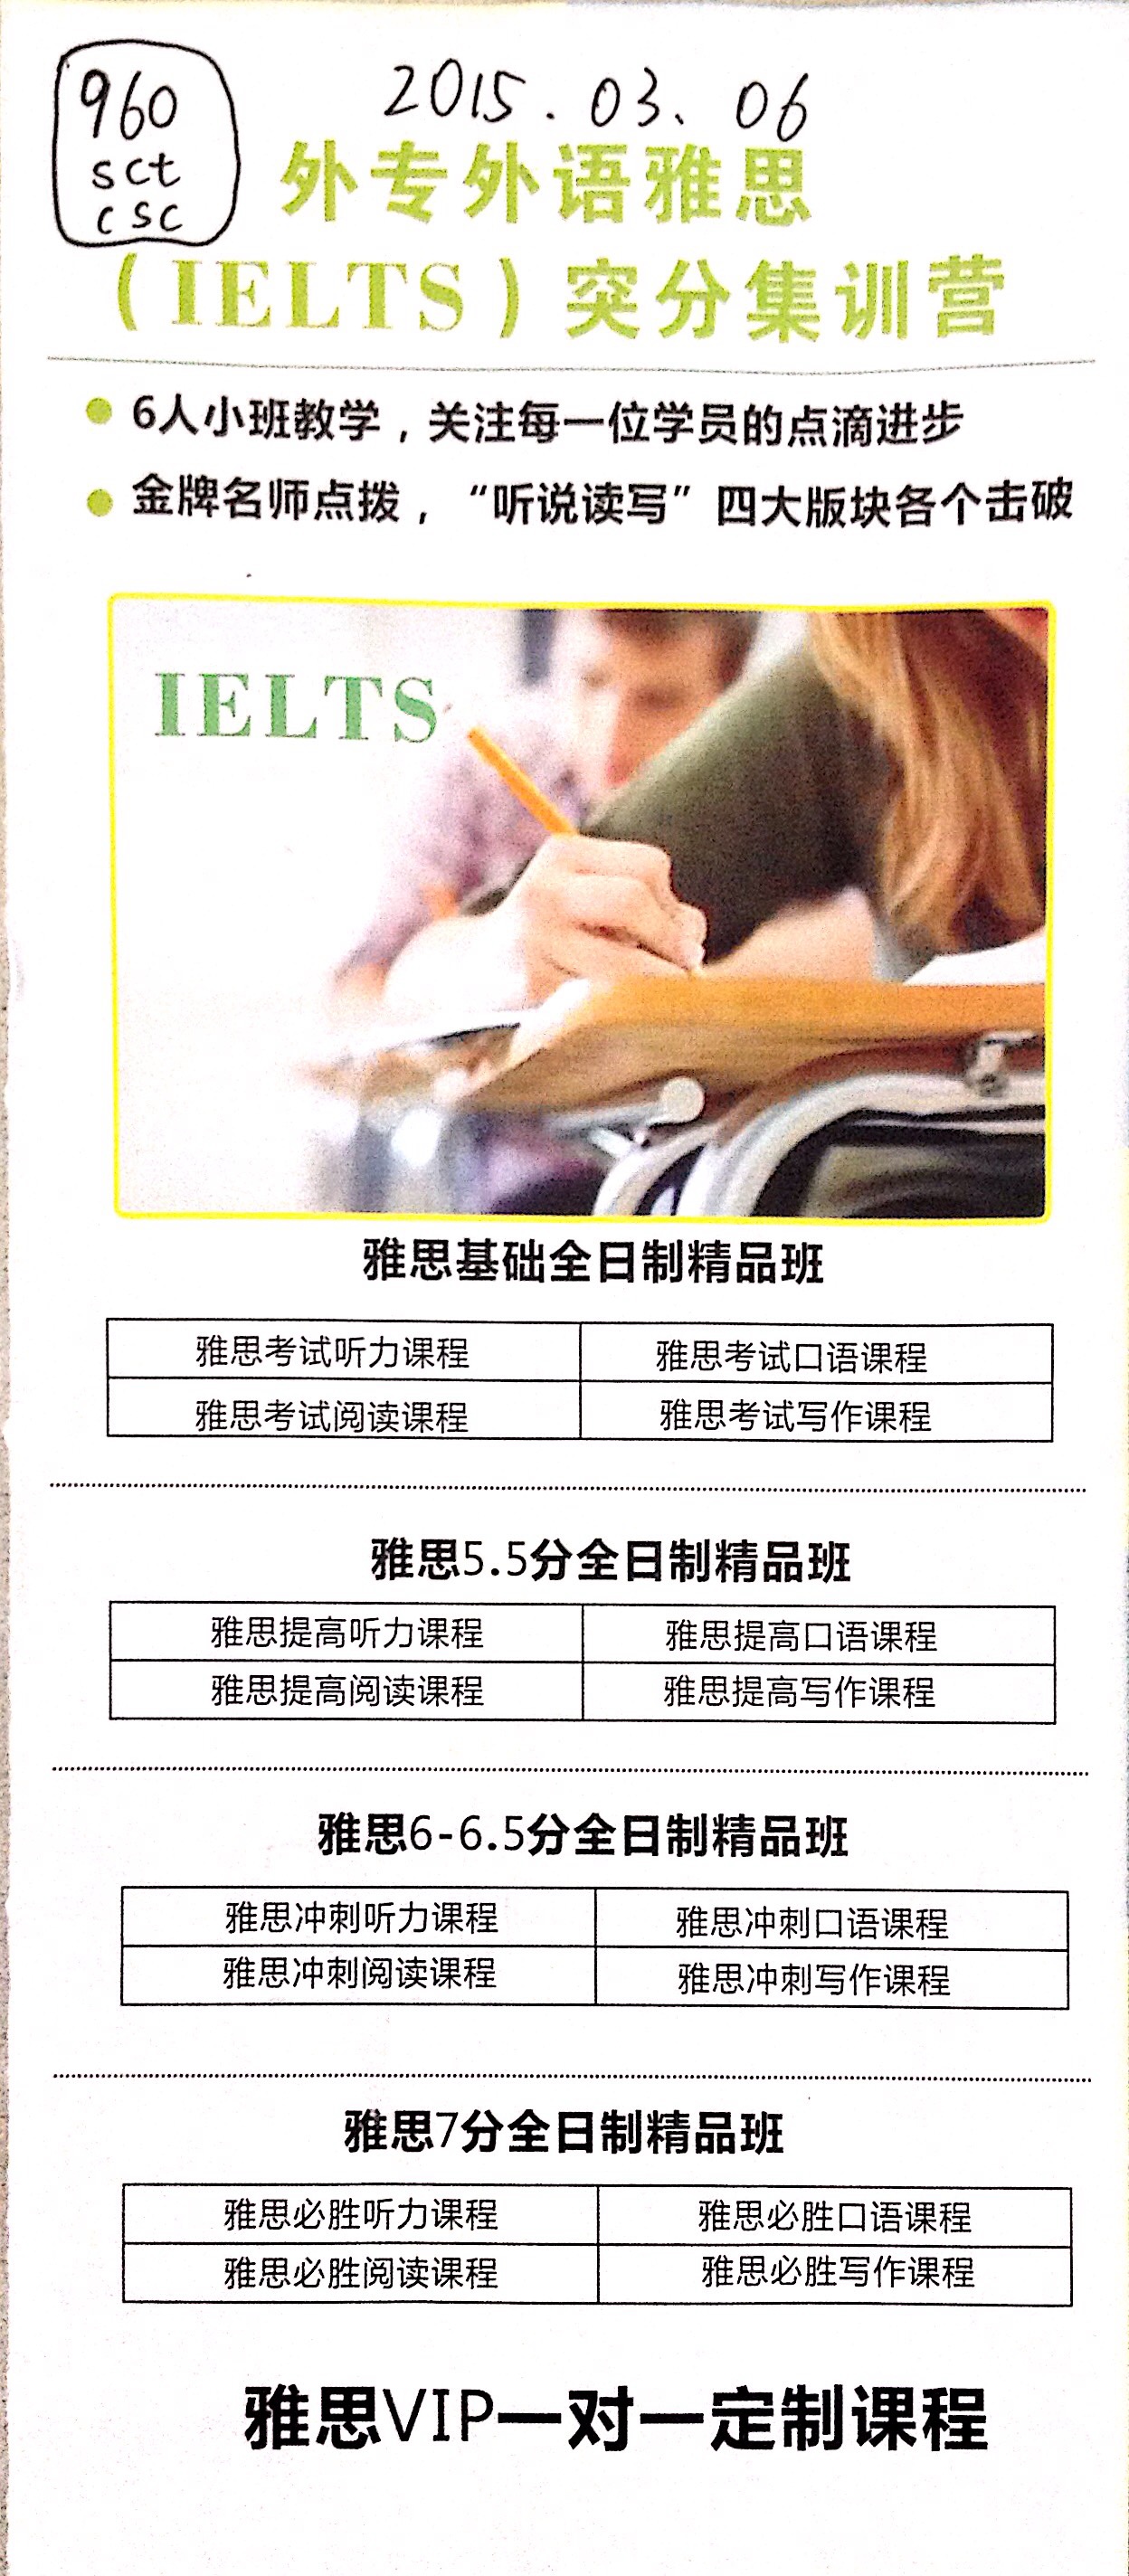 960
sct
csc
2015.03.06
外专外语雅思
（IELTS）突分集训营
6人小班教学，关注每一位学员的点滴进步
金牌名师点拨，“听说读写”四大版块各个击破
IELTS
雅思基础全日制精品班
雅思考试听力课程 雅思考试口语课程
雅思考试阅读课程 雅思考试写作课程
雅思5.5分全日制精品班
雅思提高听力课程 雅思提高口语课程
雅思提高阅读课程 雅思提高写作课程
雅思6-6.5分全日制精品班
雅思冲刺听力课程 雅思冲刺口语课程
雅思冲刺阅读课程 雅思冲刺写作课程
雅思7分全日制精品班
雅思必胜听力课程 雅思必胜口语课程
雅思必胜阅读课程 雅思必胜写作课程
雅思VIP一对一定制课程